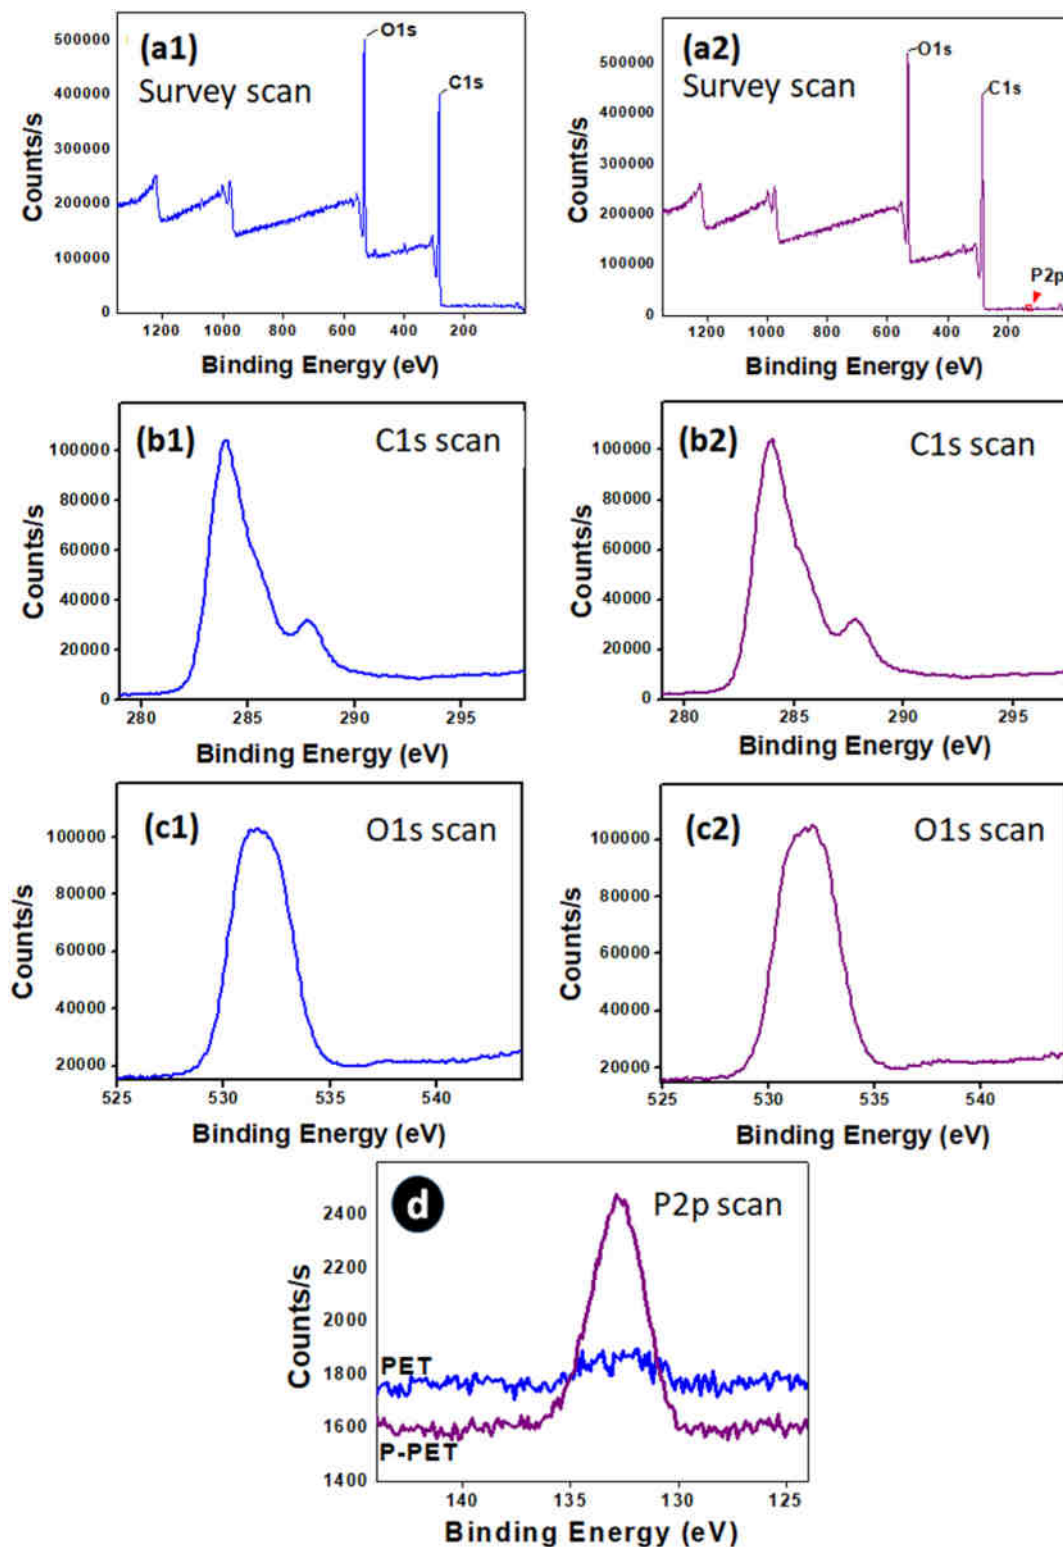 (a1)
Survey scan
O1s
C1s
500000
400000
300000
200000
100000
0
Counts/s
1200 1000 800 600 400 200
Binding Energy (eV)
(a2)
Survey scan
O1s
C1s
P2p
500000
400000
300000
200000
100000
0
Counts/s
1200 1000 800 600 400 200
Binding Energy (eV)
(b1)
C1s scan
100000
80000
60000
40000
20000
0
Counts/s
280 285 290 295
Binding Energy (eV)
(b2)
C1s scan
100000
80000
60000
40000
20000
0
Counts/s
280 285 290 295
Binding Energy (eV)
(c1)
O1s scan
100000
80000
60000
40000
20000
Counts/s
525 530 535 540
Binding Energy (eV)
(c2)
O1s scan
100000
80000
60000
40000
20000
Counts/s
525 530 535 540
Binding Energy (eV)
d
P2p scan
2400
2200
2000
1800
1600
1400
Counts/s
PET
P-PET
140 135 130 125
Binding Energy (eV)